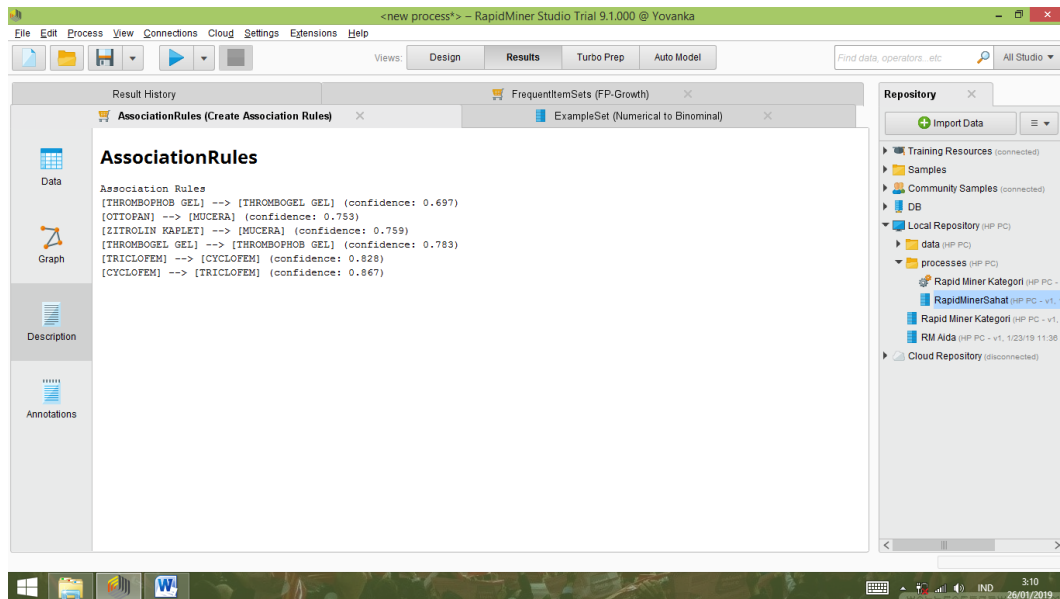 <new process*> – RapidMiner Studio Trial 9.1.000 @ Yovanka
File Edit Process View Connections Cloud Settings Extensions Help
Views: Design Results Turbo Prep Auto Model Find data, operators...etc All Studio
Result History FrequentItemSets (FP-Growth)
AssociationRules (Create Association Rules) ExampleSet (Numerical to Binominal)
Data
Graph
Description
Annotations
AssociationRules
Association Rules
[THROMBOPHOB GEL] --> [THROMBOGEL GEL] (confidence: 0.697)
[OTTOPAN] --> [MUCERA] (confidence: 0.753)
[ZITROLIN KAPLET] --> [MUCERA] (confidence: 0.759)
[THROMBOGEL GEL] --> [THROMBOPHOB GEL] (confidence: 0.783)
[TRICLOFEM] --> [CYCLOFEM] (confidence: 0.828)
[CYCLOFEM] --> [TRICLOFEM] (confidence: 0.867)
Repository
Import Data
Training Resources (connected)
Samples
Community Samples (connected)
DB
Local Repository (HP PC)
data (HP PC)
processes (HP PC)
Rapid Miner Kategori (HP PC -
RapidMinerSahat (HP PC - v1,
Rapid Miner Kategori (HP PC - v1,
RM Aida (HP PC - v1, 1/23/19 11:36
Cloud Repository (disconnected)
IND 3:10
26/01/2019